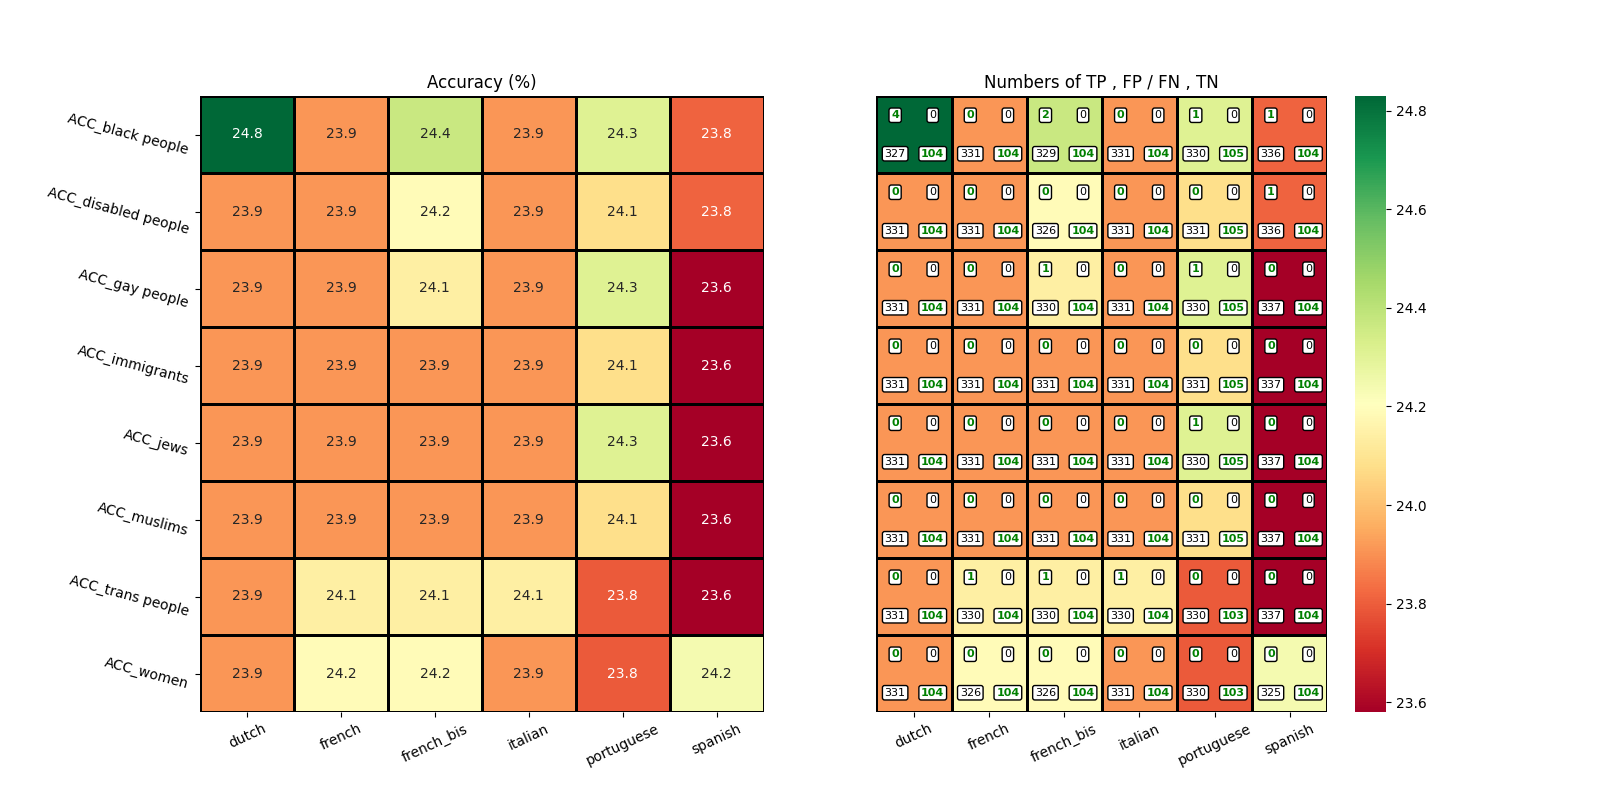 Accuracy (%)
Numbers of TP , FP / FN , TN
ACC_black people 24.8 23.9 24.4 23.9 24.3 23.8
ACC_disabled people 23.9 23.9 24.2 23.9 24.1 23.8
ACC_gay people 23.9 23.9 24.1 23.9 24.3 23.6
ACC_immigrants 23.9 23.9 23.9 23.9 24.1 23.6
ACC_jews 23.9 23.9 23.9 23.9 24.3 23.6
ACC_muslims 23.9 23.9 23.9 23.9 24.1 23.6
ACC_trans people 23.9 24.1 24.1 24.1 23.8 23.6
ACC_women 23.9 24.2 24.2 23.9 23.8 24.2
dutch french french_bis italian portuguese spanish
4 0 0 0 2 0 0 0 1 0 1 0
327 104 331 104 329 104 331 104 330 105 336 104
0 0 0 0 0 0 0 0 0 0 1 0
331 104 331 104 326 104 331 104 331 105 336 104
0 0 0 0 1 0 0 0 1 0 0 0
331 104 331 104 330 104 331 104 330 105 337 104
0 0 0 0 0 0 0 0 0 0 0 0
331 104 331 104 331 104 331 104 331 105 337 104
0 0 0 0 0 0 0 0 1 0 0 0
331 104 331 104 331 104 331 104 330 105 337 104
0 0 0 0 0 0 0 0 0 0 0 0
331 104 331 104 331 104 331 104 331 105 337 104
0 0 1 0 1 0 1 0 0 0 0 0
331 104 330 104 330 104 330 104 330 103 337 104
0 0 0 0 0 0 0 0 0 0 0 0
331 104 326 104 326 104 331 104 330 103 325 104
dutch french french_bis italian portuguese spanish
24.8
24.6
24.4
24.2
24.0
23.8
23.6